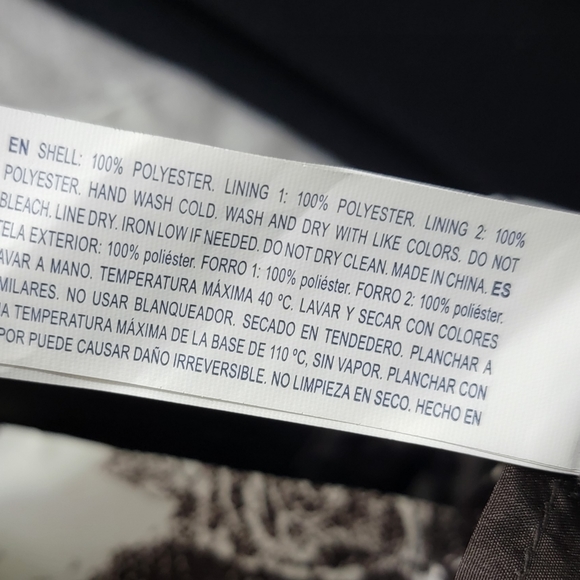 EN SHELL: 100% POLYESTER. LINING 1: 100% POLYESTER. LINING 2: 100%
POLYESTER. HAND WASH COLD. WASH AND DRY WITH LIKE COLORS. DO NOT
BLEACH. LINE DRY. IRON LOW IF NEEDED. DO NOT DRY CLEAN. MADE IN CHINA. ES
TELA EXTERIOR: 100% poliéster. FORRO 1: 100% poliéster. FORRO 2: 100% poliéster.
AVAR A MANO. TEMPERATURA MÁXIMA 40 ºC. LAVAR Y SECAR CON COLORES
MILARES. NO USAR BLANQUEADOR. SECADO EN TENDEDERO. PLANCHAR A
A TEMPERATURA MÁXIMA DE LA BASE DE 110 ºC, SIN VAPOR. PLANCHAR CON
POR PUEDE CAUSAR DAÑO IRREVERSIBLE. NO LIMPIEZA EN SECO. HECHO EN